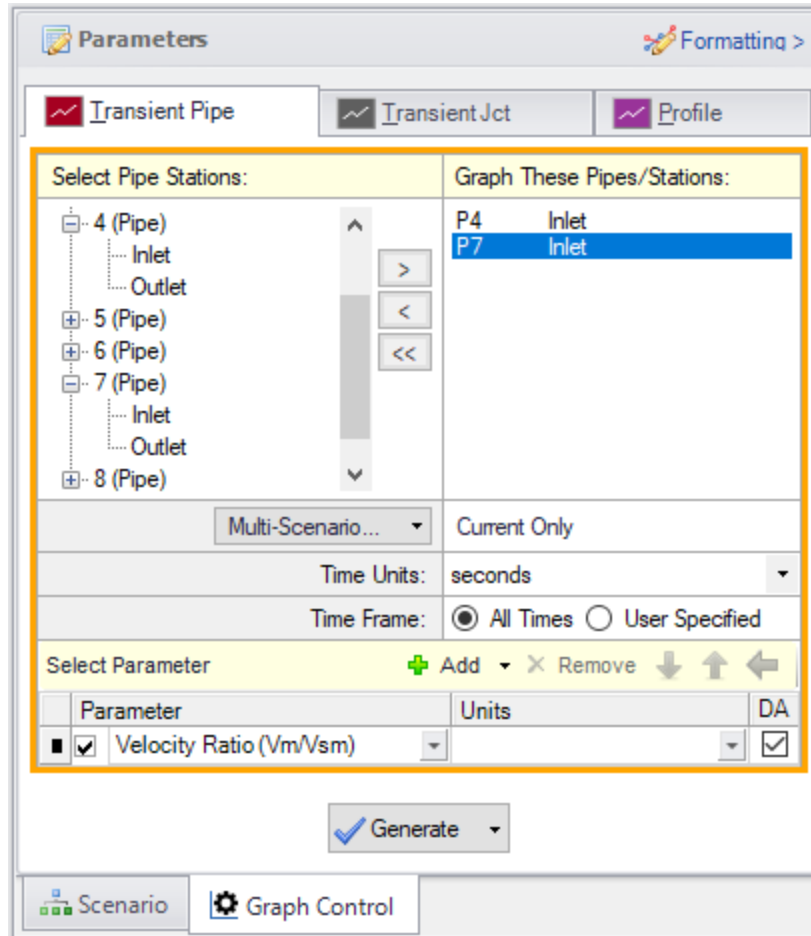 Parameters Formatting >
Transient Pipe Transient Jct Profile
Select Pipe Stations: Graph These Pipes/Stations:
4 (Pipe) P4 Inlet
Inlet P7 Inlet
Outlet >
5 (Pipe) <
6 (Pipe) <<
7 (Pipe)
Inlet
Outlet
8 (Pipe)
Multi-Scenario... Current Only
Time Units: seconds
Time Frame: All Times User Specified
Select Parameter Add Remove
Parameter Units DA
Velocity Ratio (Vm/Vsm)
Generate
Scenario Graph Control